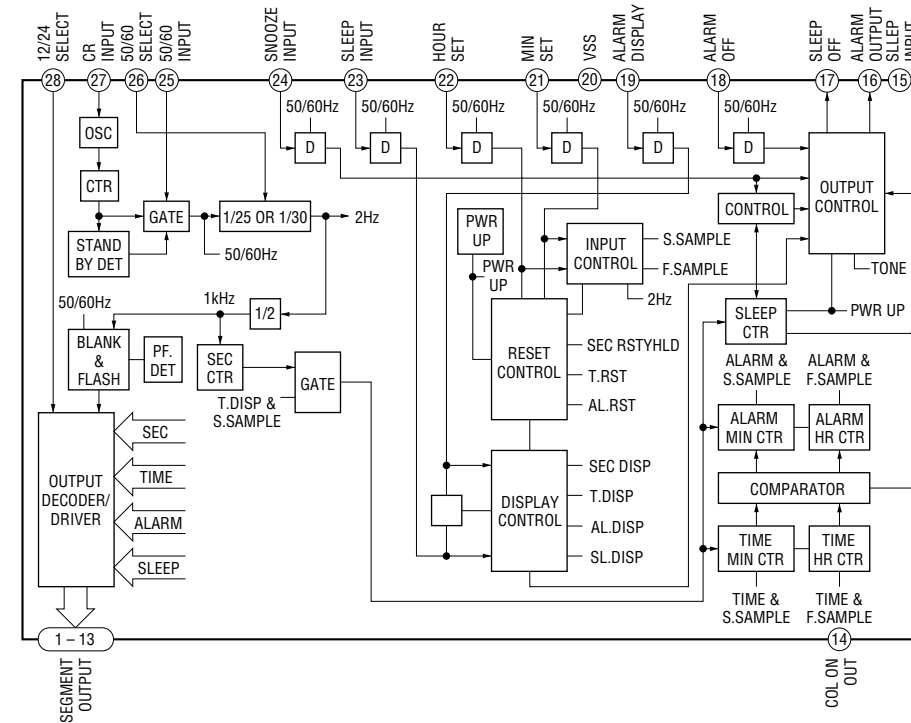 12/24
SELECT
CR
INPUT
50/60
SELECT
50/60
INPUT
SNOOZE
INPUT
SLEEP
INPUT
HOUR
SET
MIN
SET
VSS
ALARM
DISPLAY
ALARM
OFF
SLEEP
OFF
ALARM
OUTPUT
SLLEP
INPUT
28
27
26
25
24
23
22
21
20
19
18
17
16
15
50/60Hz
50/60Hz
50/60Hz
50/60Hz
50/60Hz
50/60Hz
D
D
D
D
D
D
OSC
CTR
GATE
1/25 OR 1/30
2Hz
STAND
BY DET
50/60Hz
PWR
UP
PWR
UP
INPUT
CONTROL
S.SAMPLE
F.SAMPLE
2Hz
CONTROL
OUTPUT
CONTROL
TONE
PWR UP
SLEEP
CTR
50/60Hz
1kHz
1/2
BLANK
&
FLASH
PF.
DET
SEC
CTR
GATE
T.DISP &
S.SAMPLE
RESET
CONTROL
SEC RSTYHLD
T.RST
AL.RST
ALARM &
S.SAMPLE
ALARM &
F.SAMPLE
ALARM
MIN CTR
ALARM
HR CTR
COMPARATOR
TIME
MIN CTR
TIME
HR CTR
TIME &
S.SAMPLE
TIME &
F.SAMPLE
OUTPUT
DECODER/
DRIVER
SEC
TIME
ALARM
SLEEP
DISPLAY
CONTROL
SEC DISP
T.DISP
AL.DISP
SL.DISP
1 – 13
14
SEGMENT
OUTPUT
COL ON
OUT